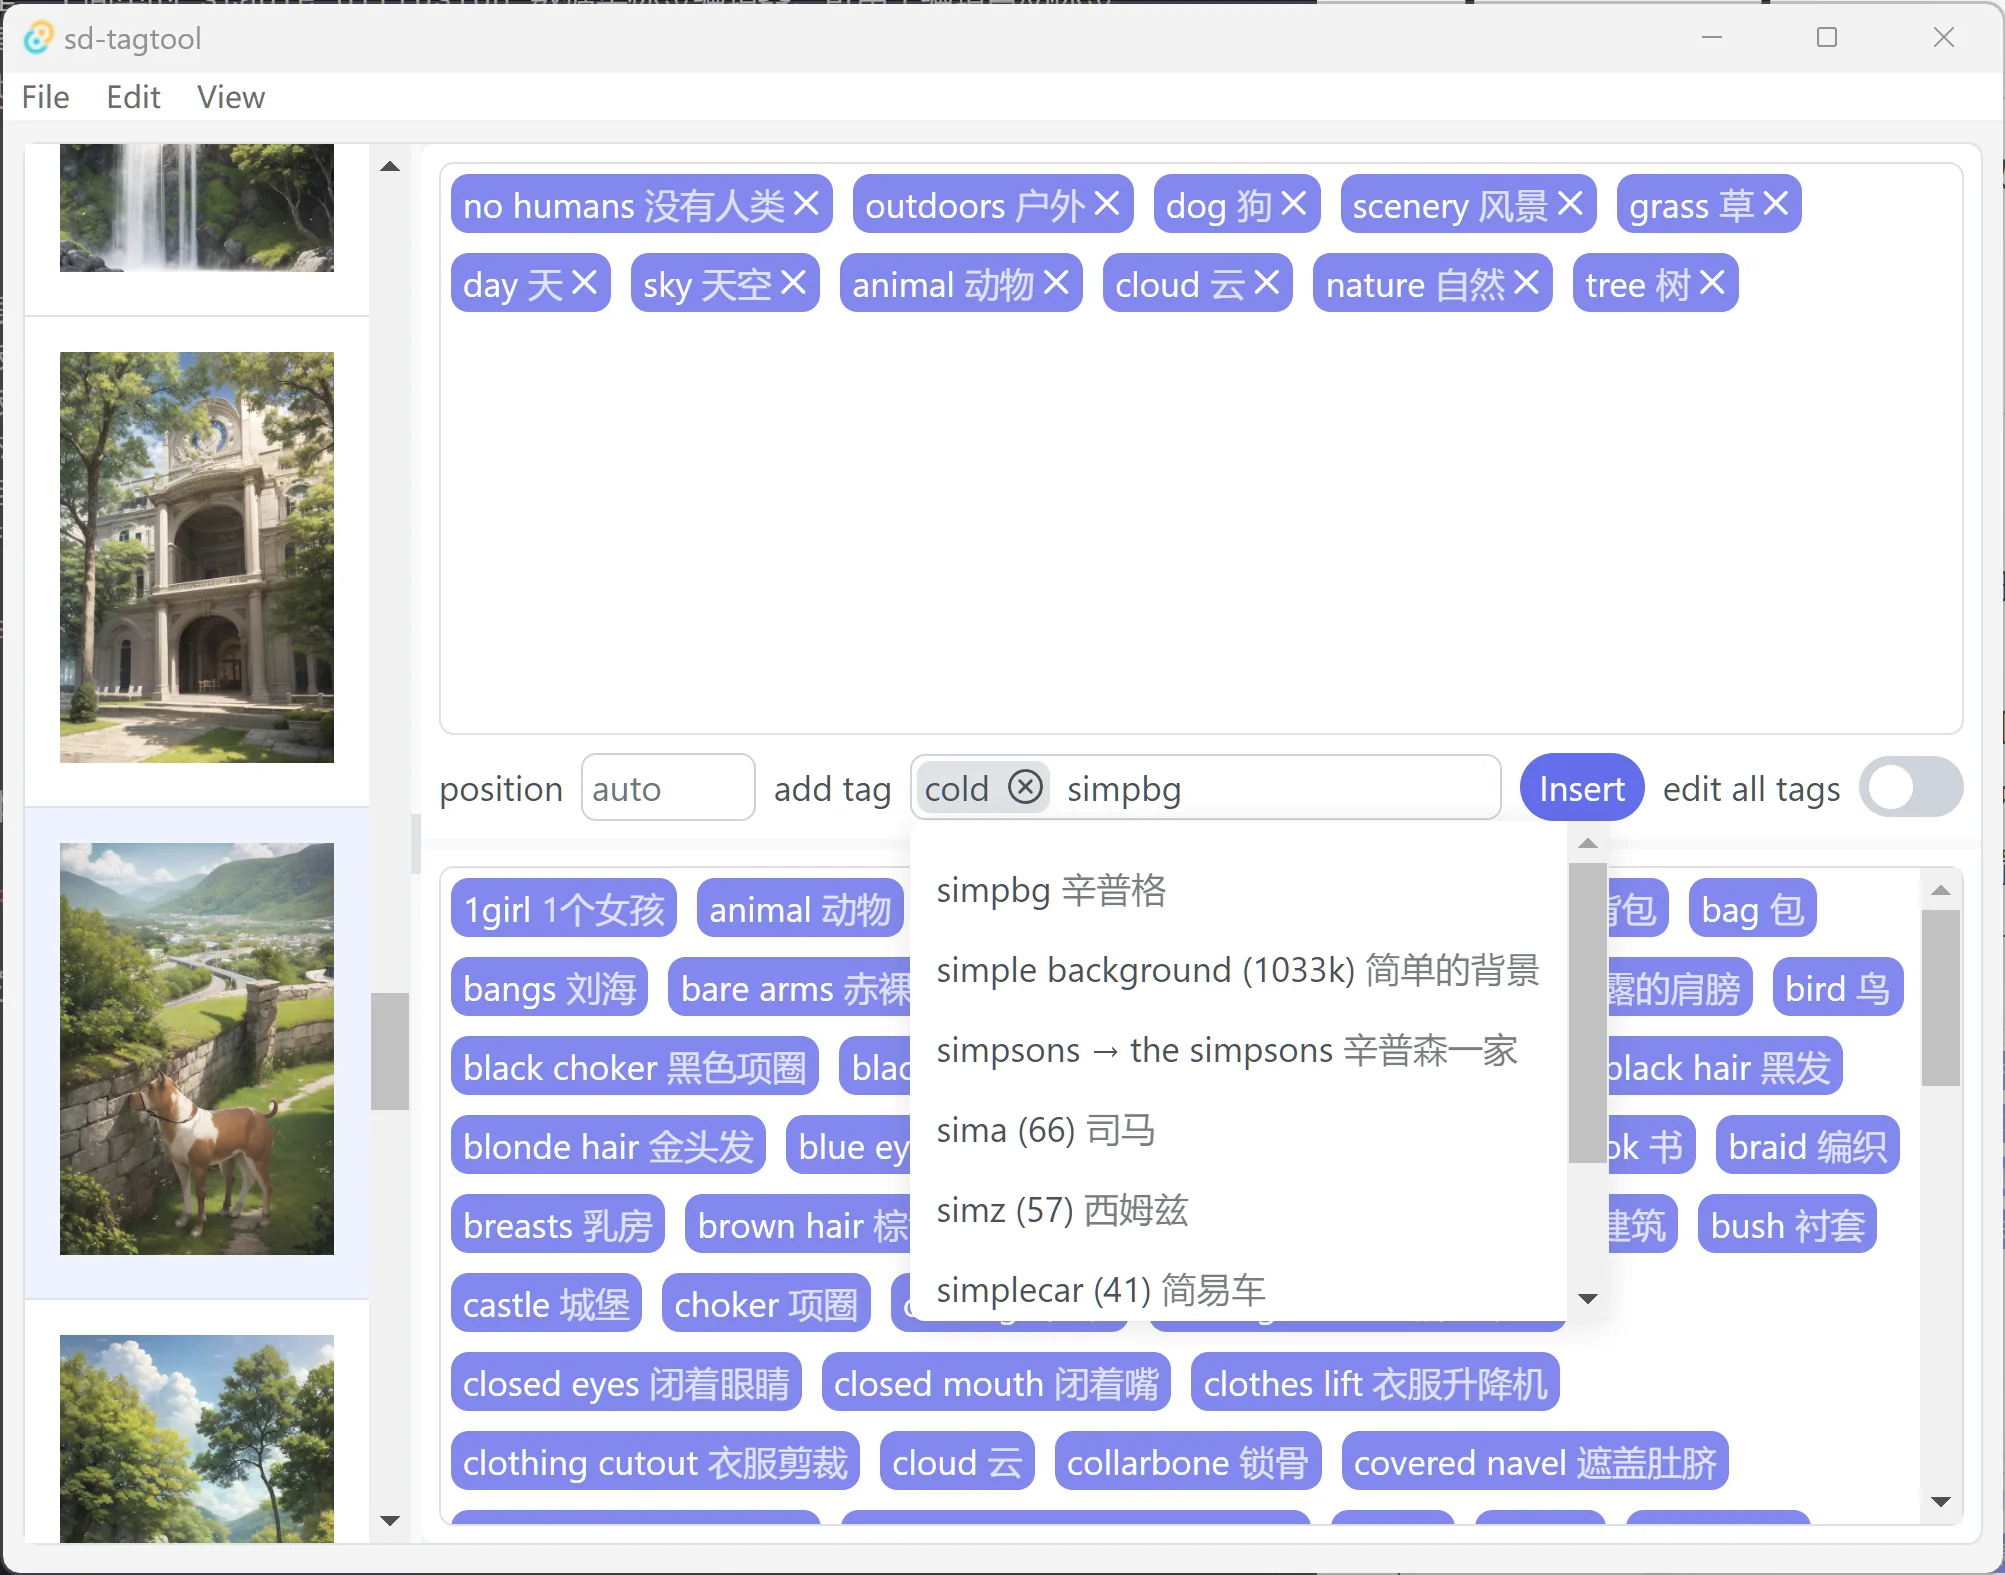 sd-tagtool
File Edit View
no humans 没有人类 outdoors 户外 dog 狗 scenery 风景 grass 草
day 天 sky 天空 animal 动物 cloud 云 nature 自然 tree 树
position auto add tag cold simpbg Insert edit all tags
simpbg 辛普格
simple background (1033k) 简单的背景
simpsons → the simpsons 辛普森一家
sima (66) 司马
simz (57) 西姆兹
simplecar (41) 简易车
1girl 1个女孩 animal 动物 背包 bag 包
bangs 刘海 bare arms 赤裸 露的肩膀 bird 鸟
black choker 黑色项圈 blac black hair 黑发
blonde hair 金头发 blue ey ok 书 braid 编织
breasts 乳房 brown hair 棕 建筑 bush 衬套
castle 城堡 choker 项圈
closed eyes 闭着眼睛 closed mouth 闭着嘴 clothes lift 衣服升降机
clothing cutout 衣服剪裁 cloud 云 collarbone 锁骨 covered navel 遮盖肚脐